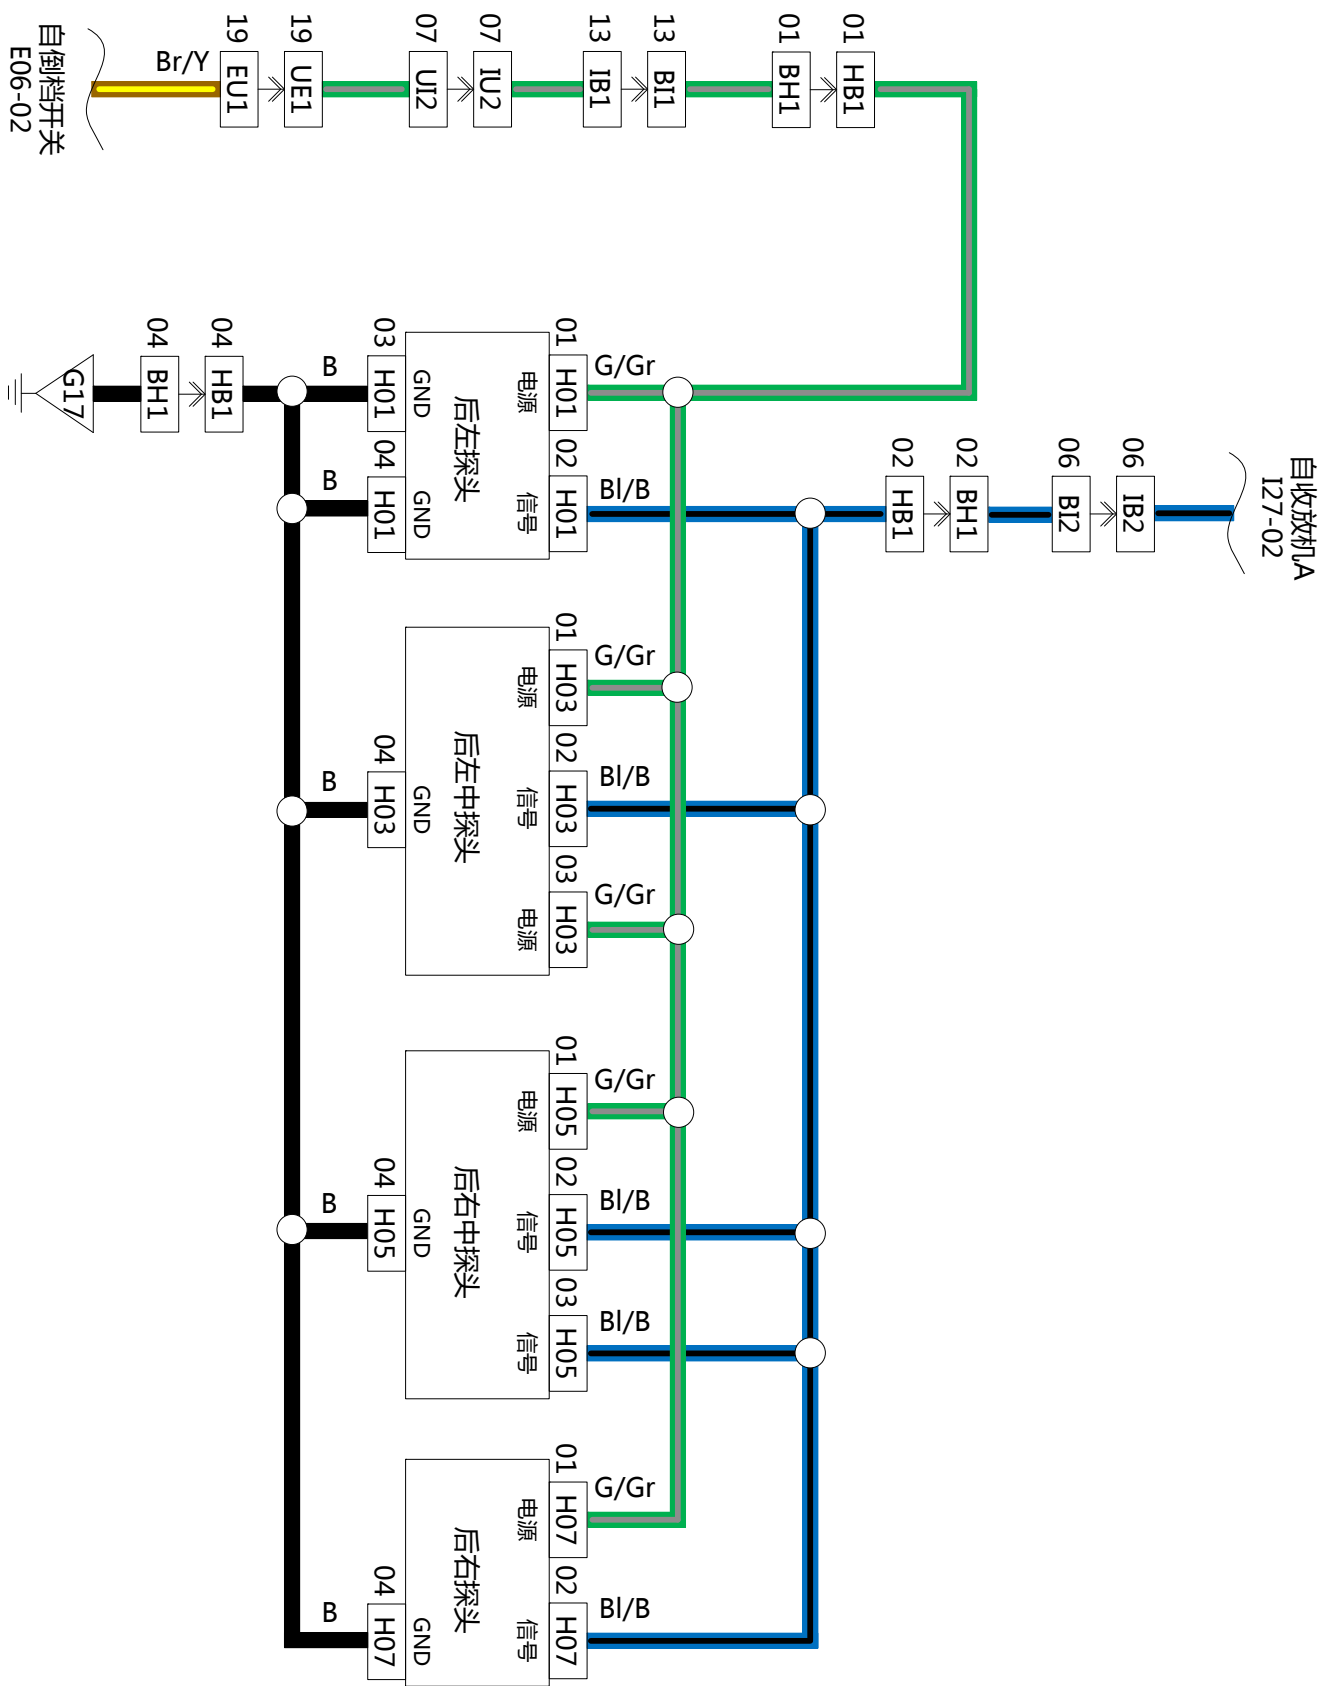 自倒档开关
E06-02
Br/Y
19
EU1
19
UE1
07
UI2
07
IU2
13
IB1
13
BI1
01
BH1
01
HB1
自收放机A
I27-02
06
IB2
06
BI2
02
BH1
02
HB1
G17
04
BH1
04
HB1
后左探头
01
H01
电源
G/Gr
02
H01
信号
Bl/B
03
H01
GND
B
04
H01
GND
B
后左中探头
01
H03
电源
G/Gr
02
H03
信号
Bl/B
03
H03
电源
G/Gr
04
H03
GND
B
后右中探头
01
H05
电源
G/Gr
02
H05
信号
Bl/B
03
H05
信号
Bl/B
04
H05
GND
B
后右探头
01
H07
电源
G/Gr
02
H07
信号
Bl/B
04
H07
GND
B